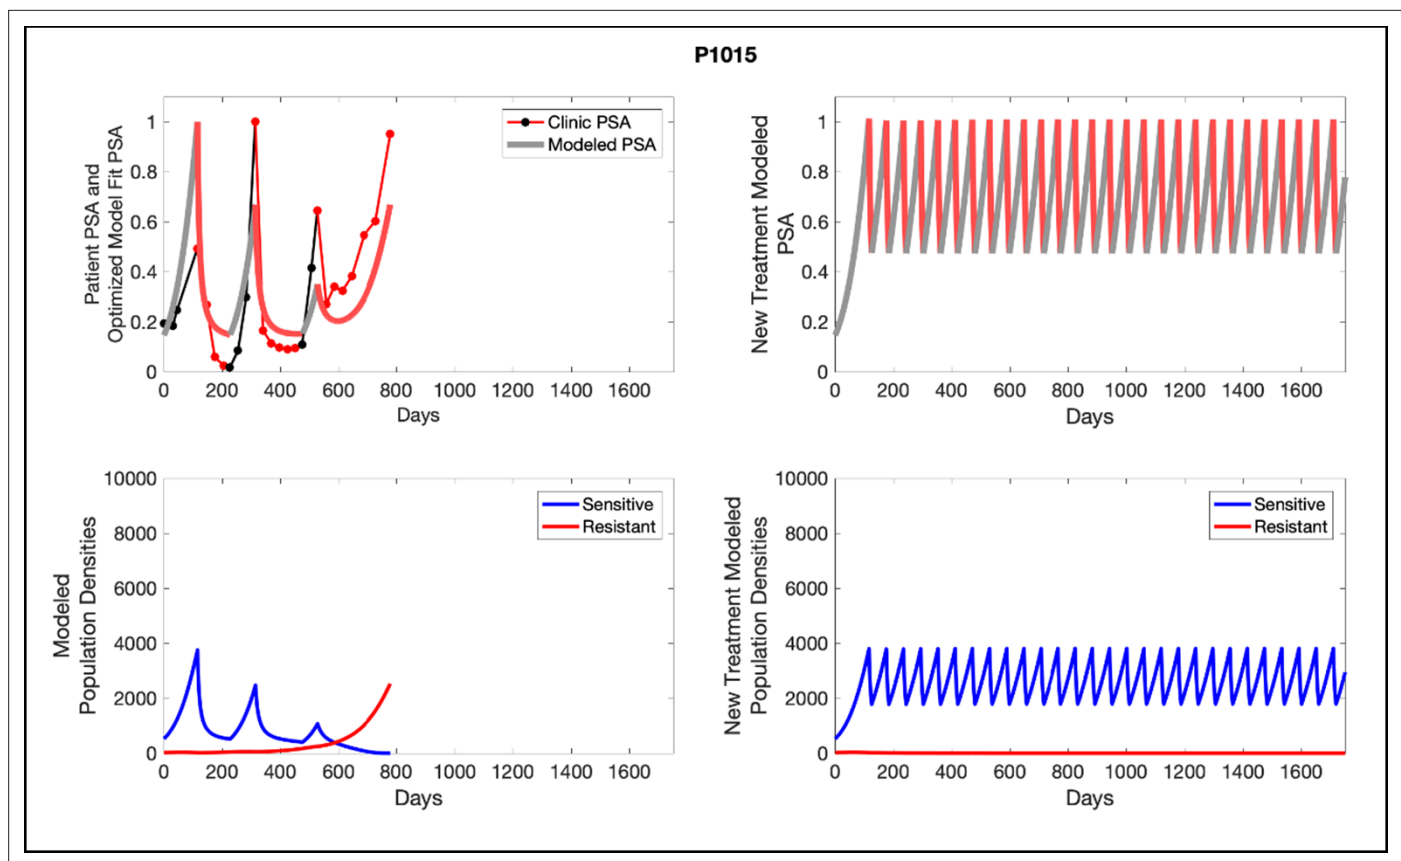 P1015
Patient PSA and
Optimized Model Fit PSA
1
0.8
0.6
0.4
0.2
0
Clinic PSA
Modeled PSA
0 200 400 600 800 1000 1200 1400 1600
Days
New Treatment Modeled
PSA
1
0.8
0.6
0.4
0.2
0
0 200 400 600 800 1000 1200 1400 1600
Days
Modeled
Population Densities
10000
8000
6000
4000
2000
0
Sensitive
Resistant
0 200 400 600 800 1000 1200 1400 1600
Days
New Treatment Modeled
Population Densities
10000
8000
6000
4000
2000
0
Sensitive
Resistant
0 200 400 600 800 1000 1200 1400 1600
Days